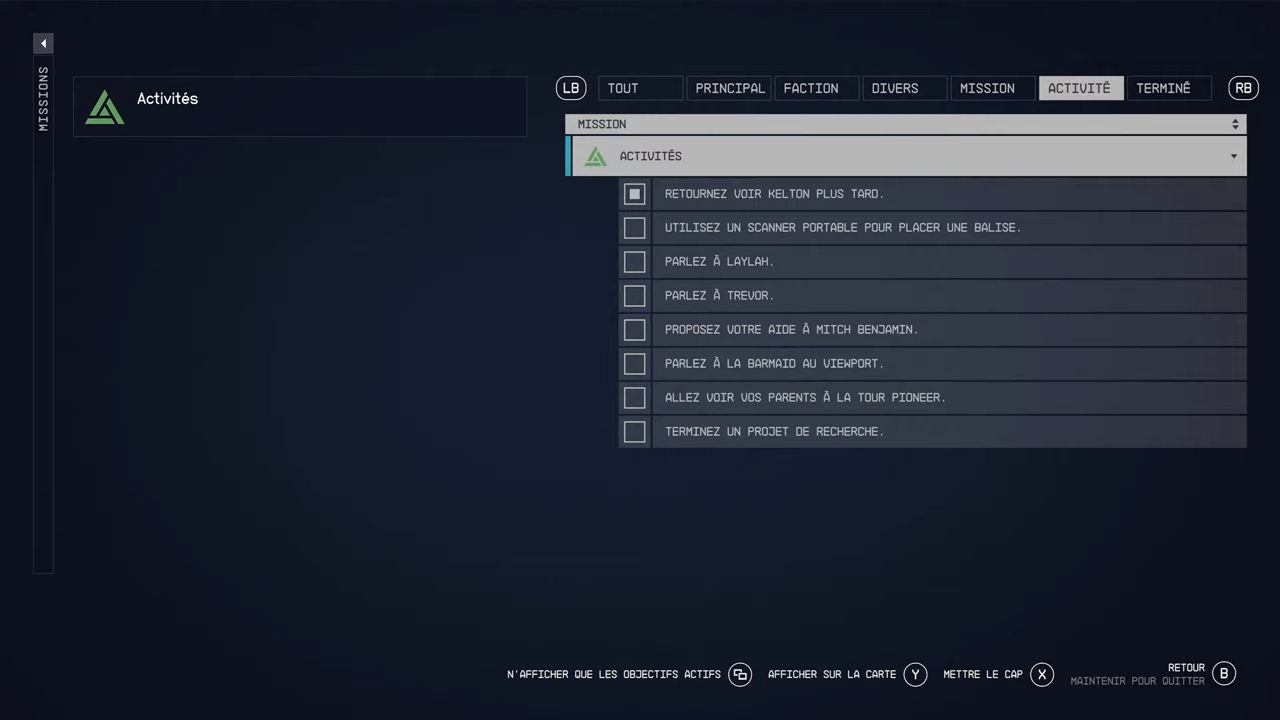 MISSIONS
Activités
LB TOUT PRINCIPAL FACTION DIVERS MISSION ACTIVITÉ TERMINÉ RB
MISSION
ACTIVITÉS
RETOURNEZ VOIR KELTON PLUS TARD.
UTILISEZ UN SCANNER PORTABLE POUR PLACER UNE BALISE.
PARLEZ À LAYLAH.
PARLEZ À TREVOR.
PROPOSEZ VOTRE AIDE À MITCH BENJAMIN.
PARLEZ À LA BARMAID AU VIEWPORT.
ALLEZ VOIR VOS PARENTS À LA TOUR PIONEER.
TERMINEZ UN PROJET DE RECHERCHE.
N'AFFICHER QUE LES OBJECTIFS ACTIFS AFFICHER SUR LA CARTE Y METTRE LE CAP X RETOUR B
MAINTENIR POUR QUITTER